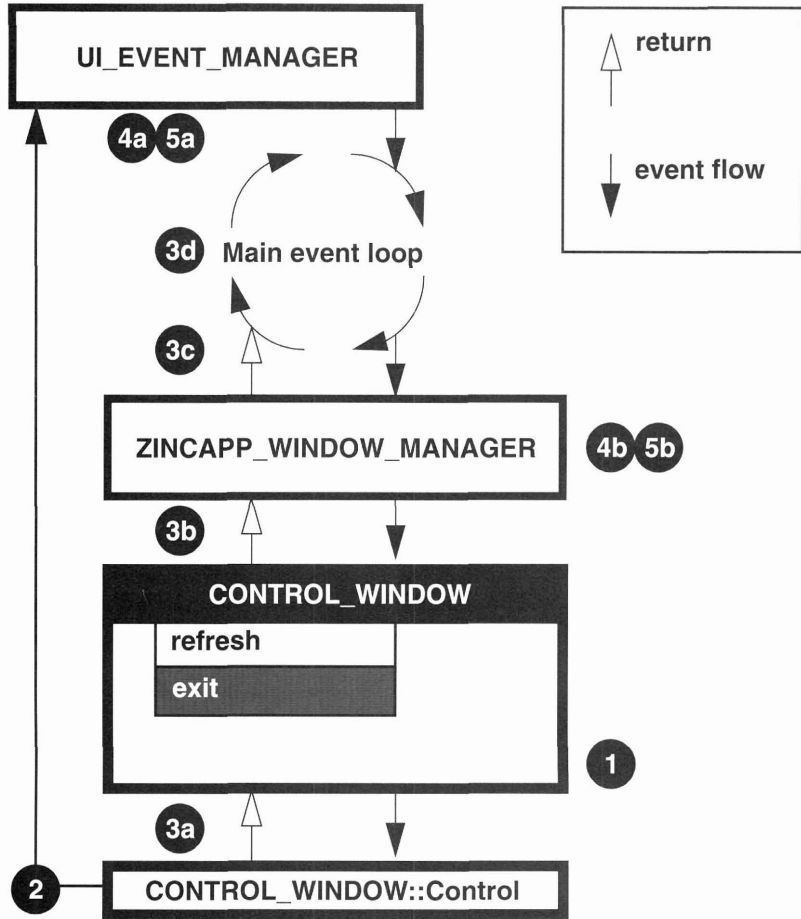 UI_EVENT_MANAGER
return
event flow
4a 5a
3d Main event loop
3c
ZINCAPP_WINDOW_MANAGER
4b 5b
3b
CONTROL_WINDOW
refresh
exit
1
3a
2
CONTROL_WINDOW::Control